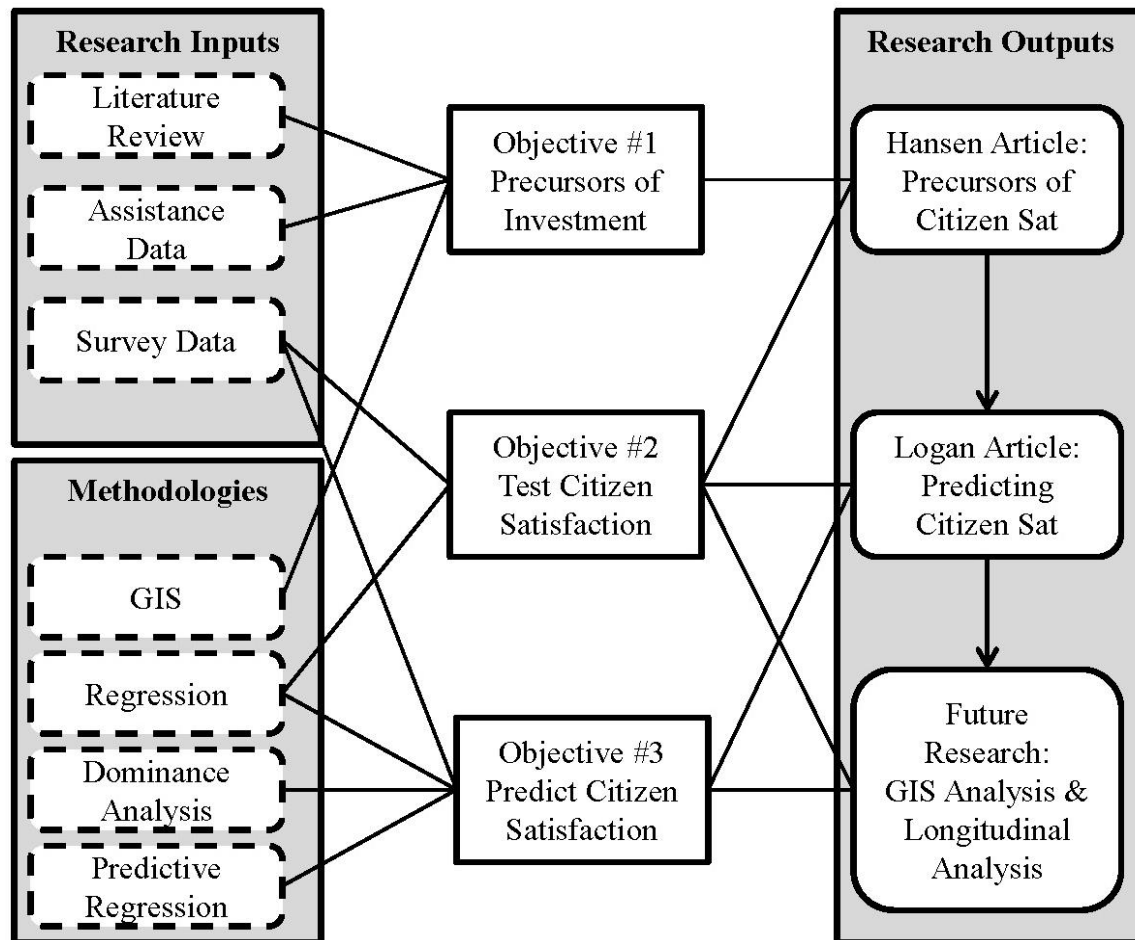 Research Inputs
Literature
Review
Assistance
Data
Survey Data
Methodologies
GIS
Regression
Dominance
Analysis
Predictive
Regression
Objective #1
Precursors of
Investment
Objective #2
Test Citizen
Satisfaction
Objective #3
Predict Citizen
Satisfaction
Research Outputs
Hansen Article:
Precursors of
Citizen Sat
Logan Article:
Predicting
Citizen Sat
Future
Research:
GIS Analysis &
Longitudinal
Analysis